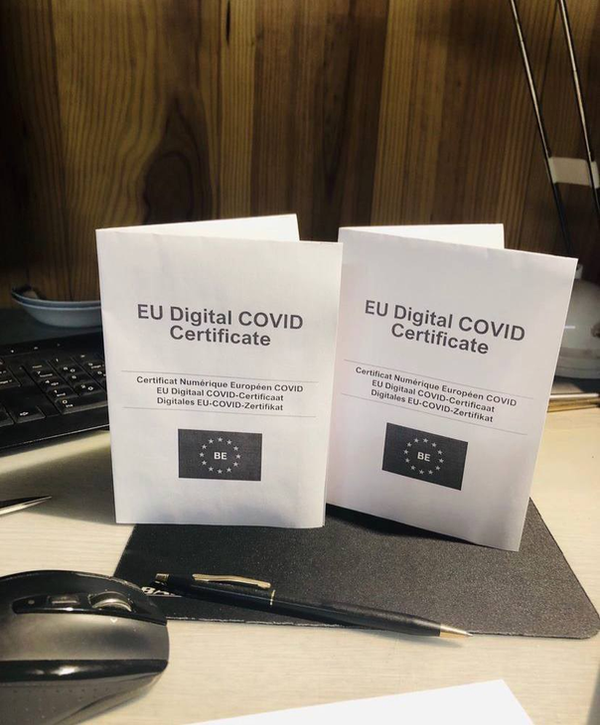 EU Digital COVID
Certificate
Certificat Numérique Européen COVID
EU Digitaal COVID-Certificaat
Digitales EU-COVID-Zertifikat
BE
EU Digital COVID
Certificate
Certificat Numérique Européen COVID
EU Digitaal COVID-Certificaat
Digitales EU-COVID-Zertifikat
BE